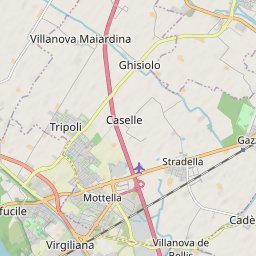 Villanova Maiardina
Ghisiolo
Caselle
Tripoli
Gaz
Stradella
Mottella
fucile
Cadè
Virgiliana
Villanova de
Bellis